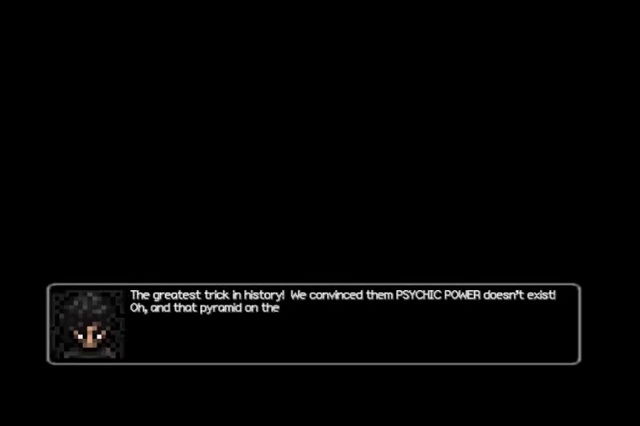 The greatest trick in history!  We convinced them PSYCHIC POWER doesn't exist!
Oh, and that pyramid on the